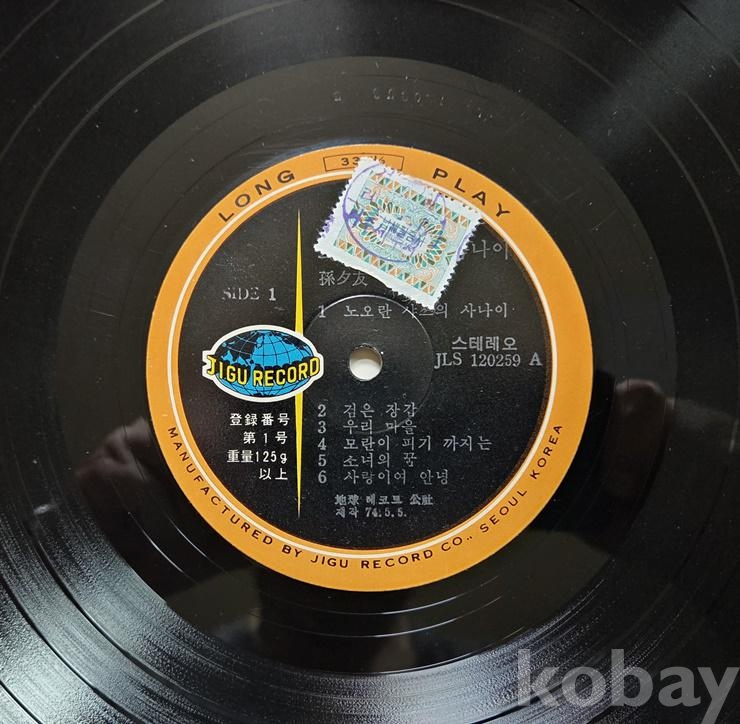 LONG PLAY
사나이
孫夕友
SIDE 1
1 노오란 샤쓰의 사나이
스테레오
JLS 120259 A
JIGU RECORD
2 검은 장갑
3 우리 마을
4 모란이 피기 까지는
5 소녀의 꿈
6 사랑이여 안녕
登録番号
第1号
重量125g
以上
地球 레코드 公社
제작 74.5.5.
MANUFACTURED BY JIGU RECORD CO., SEOUL KOREA
kobay